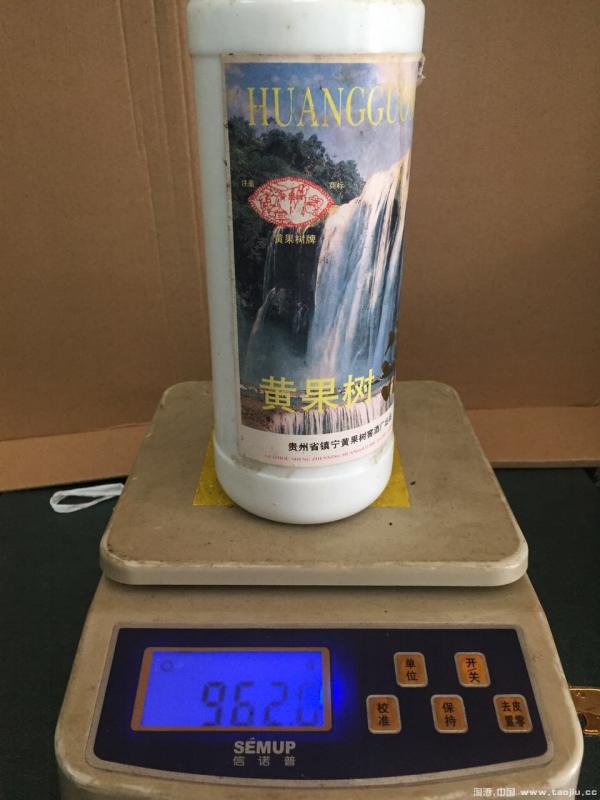 HUANGGUO
注册
商标
黄果树牌
黄果树
贵州省镇宁黄果树窖酒厂
962.0
SÉMUP
信诺普
单位
开关
校准
保持
去皮置零
淘酒.中国 www.taojiu.cc